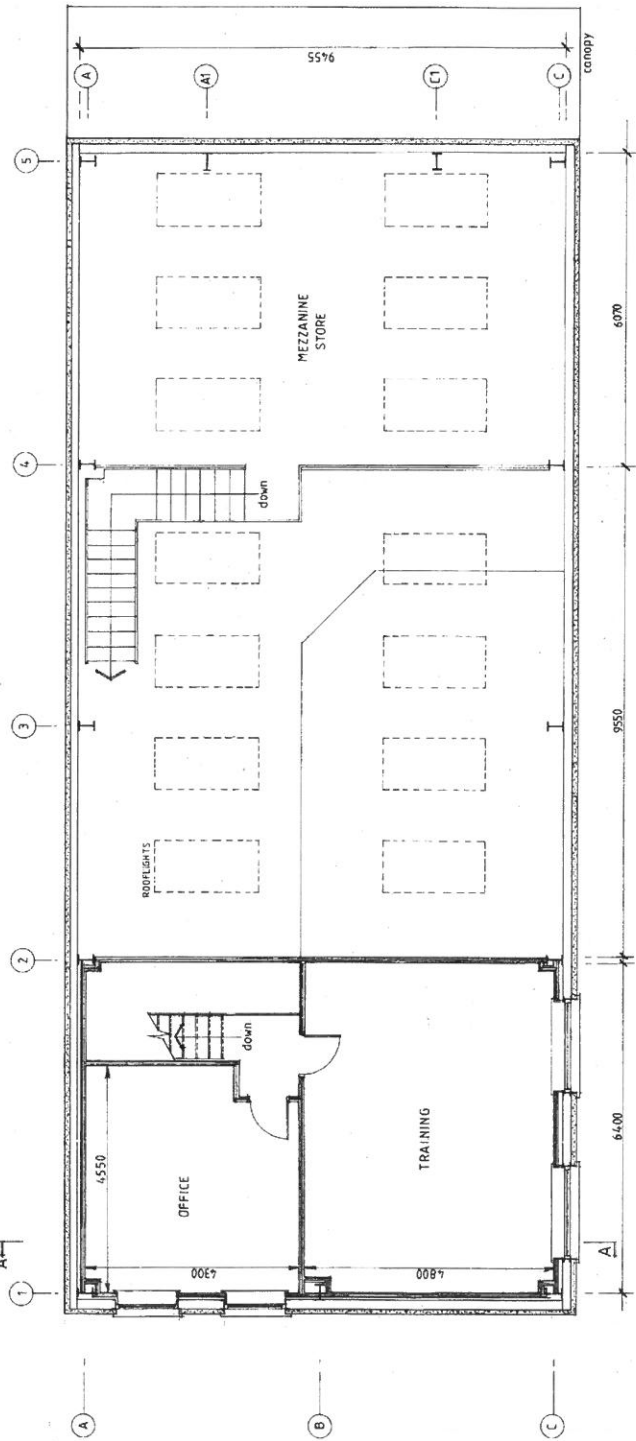 1
2
3
4
5
A
A
A1
C1
C
9455
canopy
ROOFLIGHTS
down
MEZZANINE
STORE
down
4550
OFFICE
4300
TRAINING
4800
A
B
C
A
6400
9550
6070